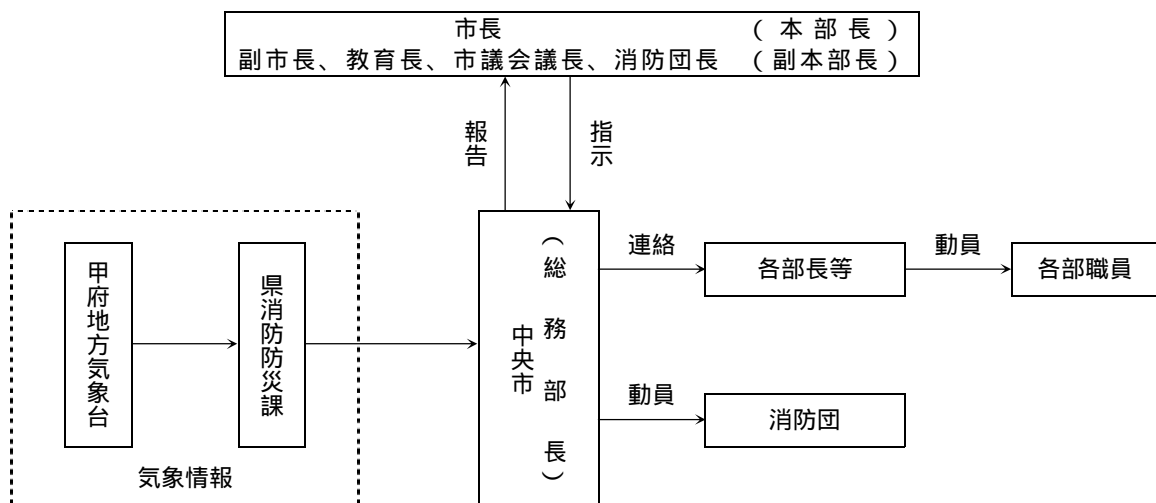 市長 （本部長）
副市長、教育長、市議会議長、消防団長 （副本部長）
報告
指示
甲府地方気象台
県消防防災課
気象情報
中央市
（総務部長）
連絡
各部長等
動員
各部職員
動員
消防団